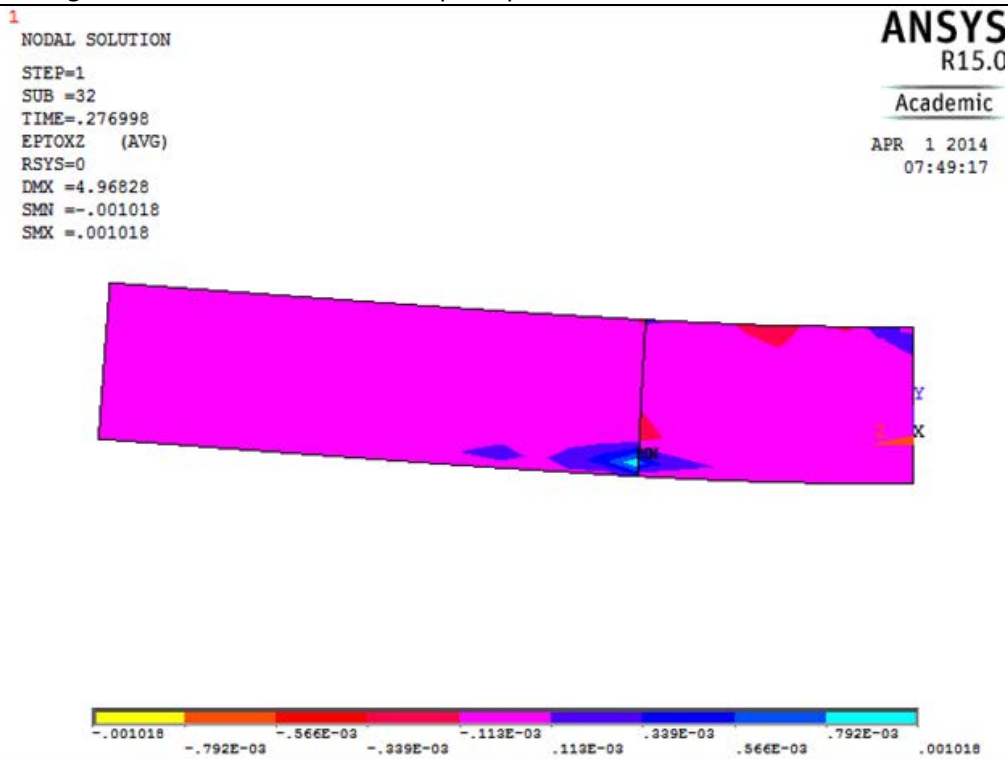 1
NODAL SOLUTION
STEP=1
SUB =32
TIME=.276998
EPTOXZ (AVG)
RSYS=0
DMX =4.96828
SMN =-.001018
SMX =.001018
ANSYS
R15.0
Academic
APR 1 2014
07:49:17
Y
Z X
-.001018 -.566E-03 -.113E-03 .339E-03 .792E-03
-.792E-03 -.339E-03 .113E-03 .566E-03 .001018